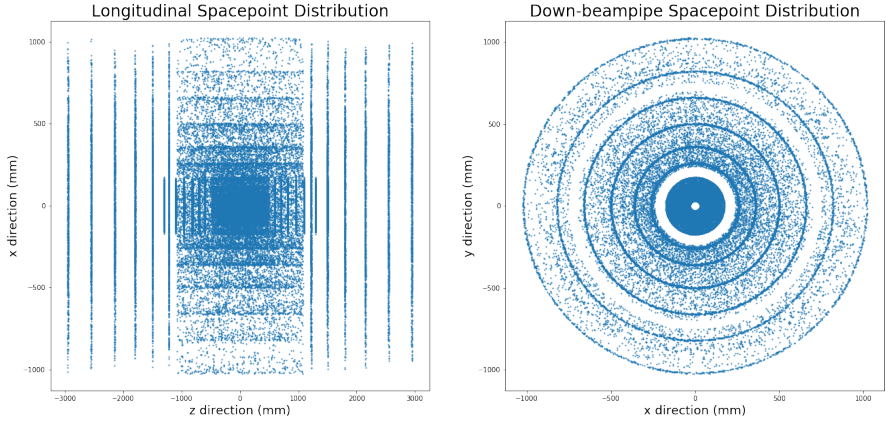 Longitudinal Spacepoint Distribution
1000
500
0
−500
−1000
x direction (mm)
−3000 −2000 −1000 0 1000 2000 3000
z direction (mm)
Down-beampipe Spacepoint Distribution
1000
500
0
−500
−1000
y direction (mm)
−1000 −500 0 500 1000
x direction (mm)